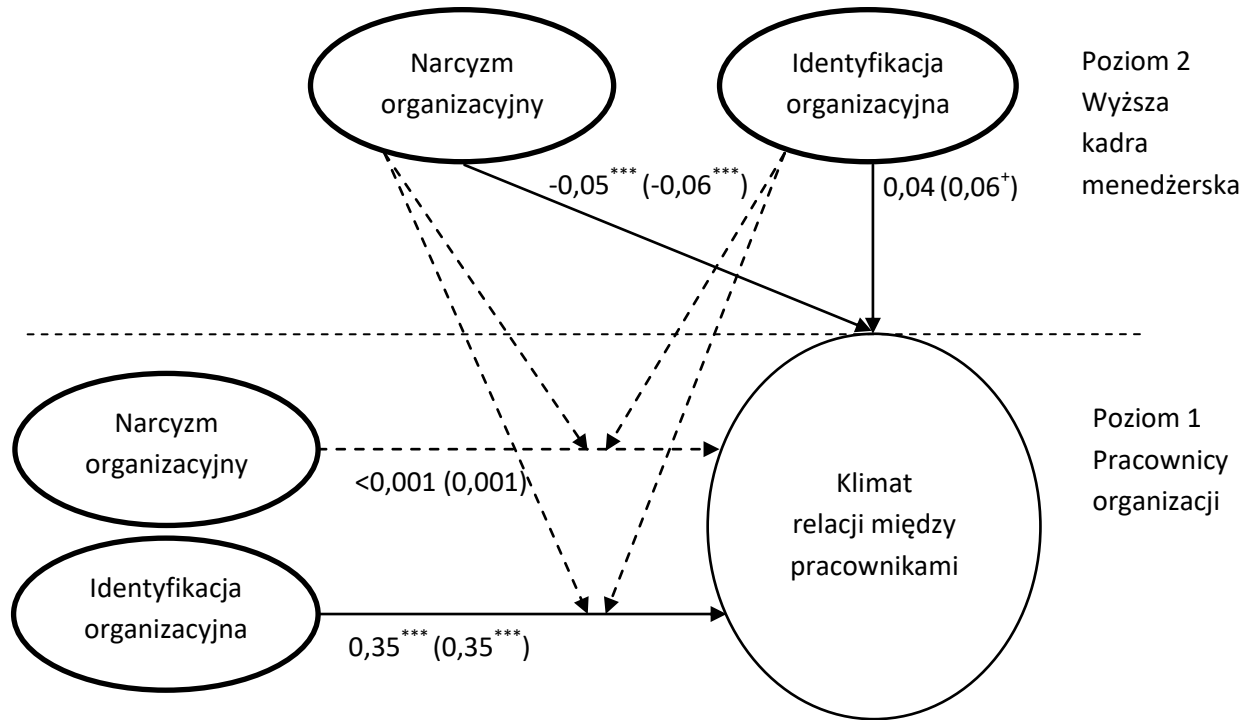 Narcyzm
organizacyjny
Identyfikacja
organizacyjna
Poziom 2
Wyższa
kadra
menedżerska
-0,05*** (-0,06***)
0,04 (0,06+)
Narcyzm
organizacyjny
<0,001 (0,001)
Identyfikacja
organizacyjna
0,35*** (0,35***)
Klimat
relacji między
pracownikami
Poziom 1
Pracownicy
organizacji